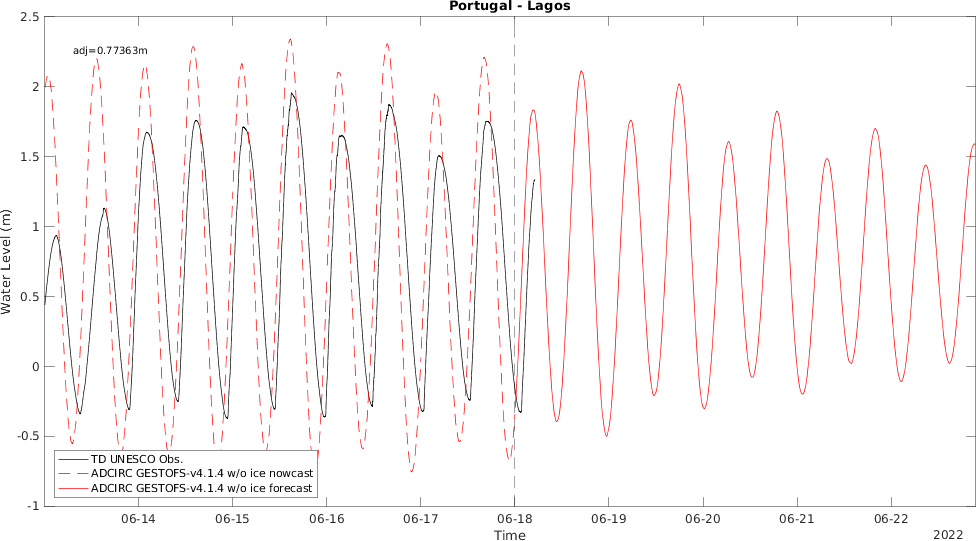 Portugal - Lagos
adj=0.77363m
Water Level (m)
2.5
2
1.5
1
0.5
0
-0.5
-1
TD UNESCO Obs.
ADCIRC GESTOFS-v4.1.4 w/o ice nowcast
ADCIRC GESTOFS-v4.1.4 w/o ice forecast
06-14 06-15 06-16 06-17 06-18 06-19 06-20 06-21 06-22
Time
2022